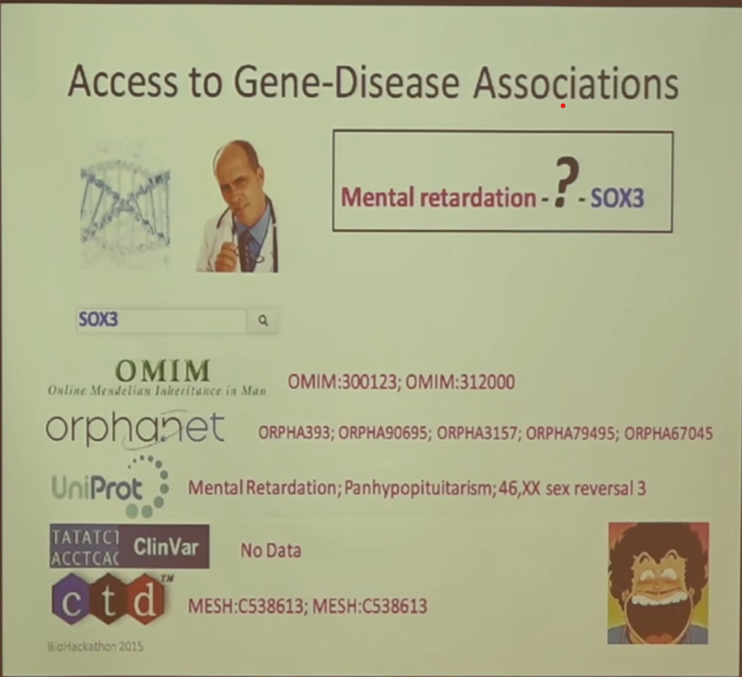 Access to Gene-Disease Associations
Mental retardation - ? - SOX3
SOX3
OMIM
Online Mendelian Inheritance in Man
OMIM:300123; OMIM:312000
orphanet
ORPHA393; ORPHA90695; ORPHA3157; ORPHA79495; ORPHA67045
UniProt
Mental Retardation; Panhypopituitarism; 46,XX sex reversal 3
TATATCT
ACCTCAC
ClinVar
No Data
ctd™
MESH:C538613; MESH:C538613
BioHackathon 2015